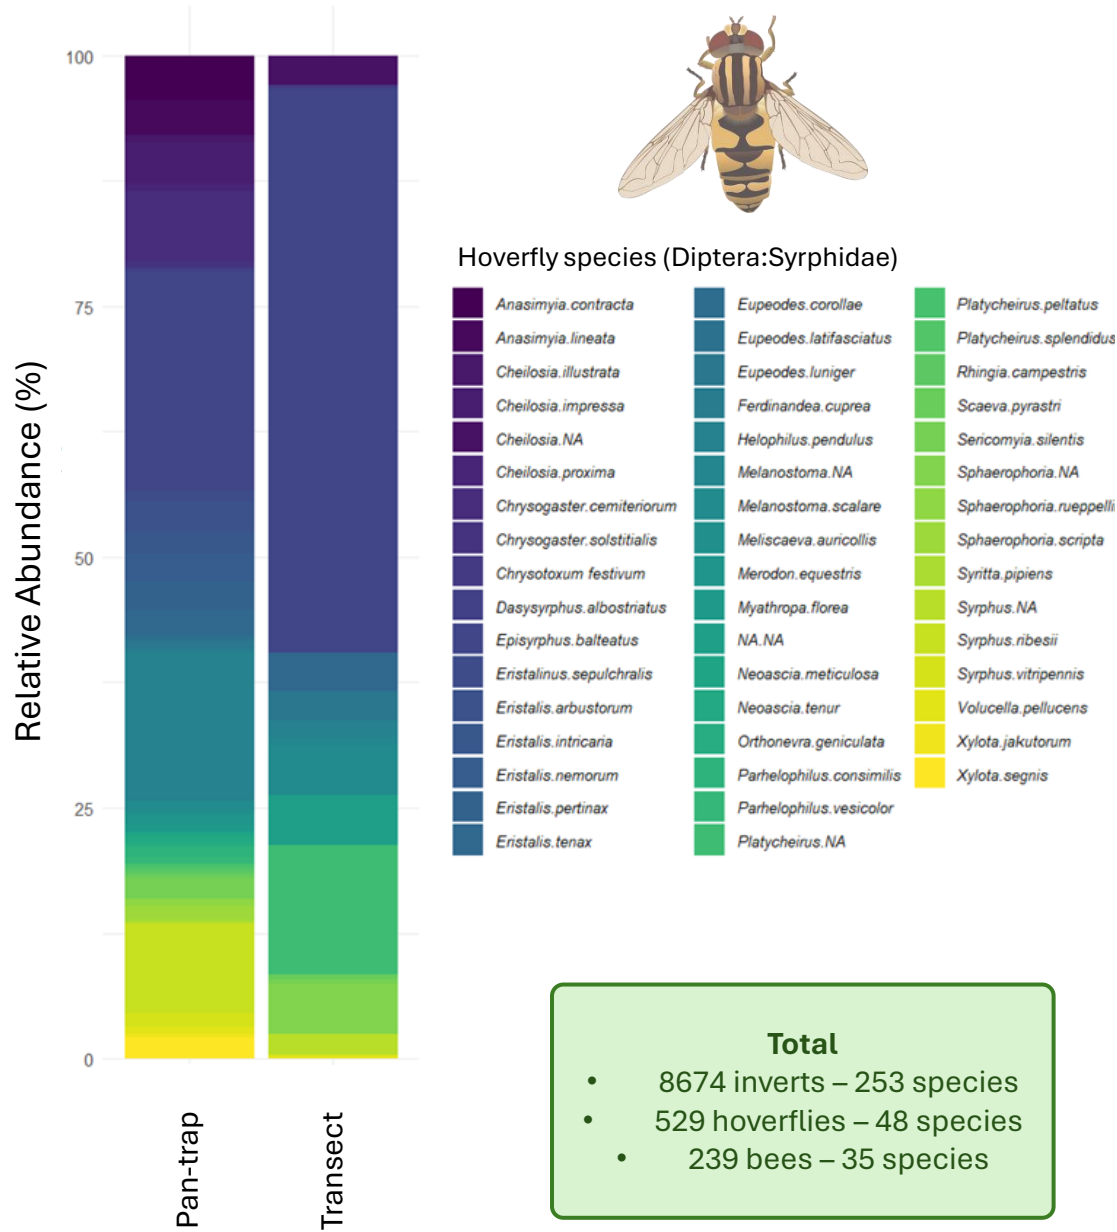 Relative Abundance (%)
100
75
50
25
0
Pan-trap
Transect
Hoverfly species (Diptera:Syrphidae)
Anasimyia.contracta
Anasimyia.lineata
Cheilosia.illustrata
Cheilosia.impressa
Cheilosia.NA
Cheilosia.proxima
Chrysogaster.cemiteriorum
Chrysogaster.solstitialis
Chrysotoxum festivum
Dasysyrphus.albostriatus
Episyrphus.balteatus
Eristalinus.sepulchralis
Eristalis.arbustorum
Eristalis.intricaria
Eristalis.nemorum
Eristalis.pertinax
Eristalis.tenax
Eupeodes.corollae
Eupeodes.latifasciatus
Eupeodes.luniger
Ferdinandea.cuprea
Helophilus.pendulus
Melanostoma.NA
Melanostoma.scalare
Meliscaeva.auricollis
Merodon.equestris
Myathropa.florea
NA.NA
Neoascia.meticulosa
Neoascia.tenur
Orthonevra.geniculata
Parhelophilus.consimilis
Parhelophilus.vesicolor
Platycheirus.NA
Platycheirus.peltatus
Platycheirus.splendidus
Rhingia.campestris
Scaeva.pyrastri
Sericomyia.silentis
Sphaerophoria.NA
Sphaerophoria.rueppelli
Sphaerophoria.scripta
Syritta.pipiens
Syrphus.NA
Syrphus.ribesii
Syrphus.vitripennis
Volucella.pellucens
Xylota.jakutorum
Xylota.segnis
Total
• 8674 inverts – 253 species
• 529 hoverflies – 48 species
• 239 bees – 35 species